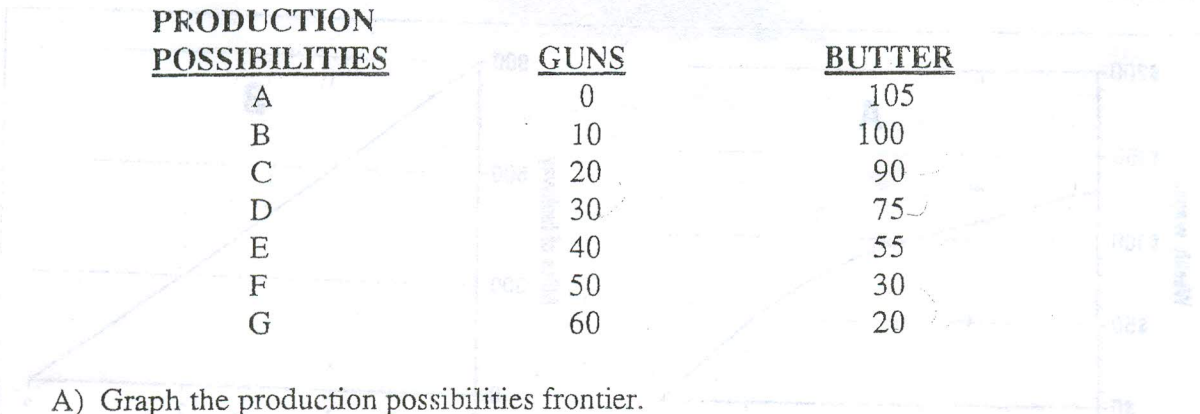 PRODUCTION
POSSIBILITIES GUNS BUTTER
A 0 105
B 10 100
C 20 90
D 30 75
E 40 55
F 50 30
G 60 20
A) Graph the production possibilities frontier.